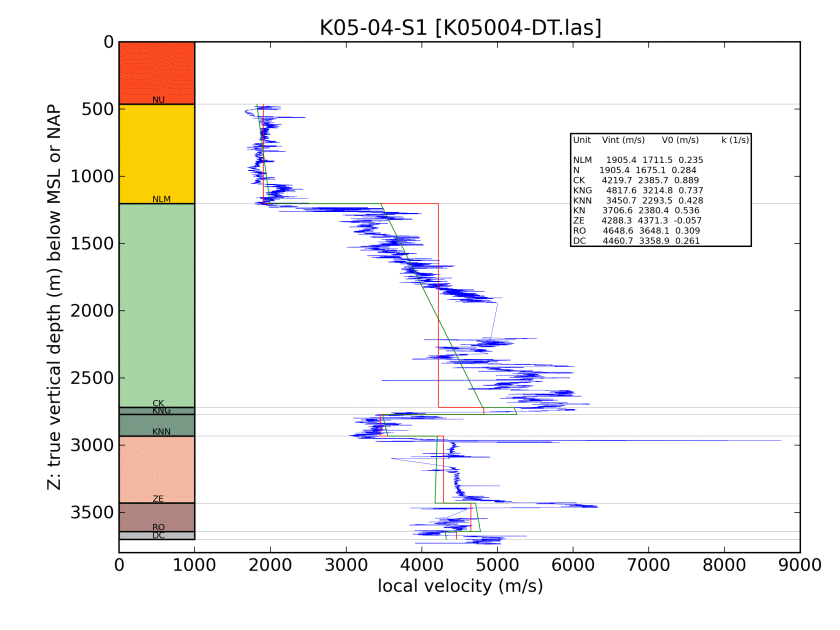 K05-04-S1 [K05004-DT.las]
Z: true vertical depth (m) below MSL or NAP
0
500
1000
1500
2000
2500
3000
3500
NU
NLM
CK
KNG
KNN
ZE
RO
DC
Unit Vint (m/s) V0 (m/s) k (1/s)
NLM 1905.4 1711.5 0.235
N 1905.4 1675.1 0.284
CK 4219.7 2385.7 0.889
KNG 4817.6 3214.8 0.737
KNN 3450.7 2293.5 0.428
KN 3706.6 2380.4 0.536
ZE 4288.3 4371.3 -0.057
RO 4648.6 3648.1 0.309
DC 4460.7 3358.9 0.261
0 1000 2000 3000 4000 5000 6000 7000 8000 9000
local velocity (m/s)